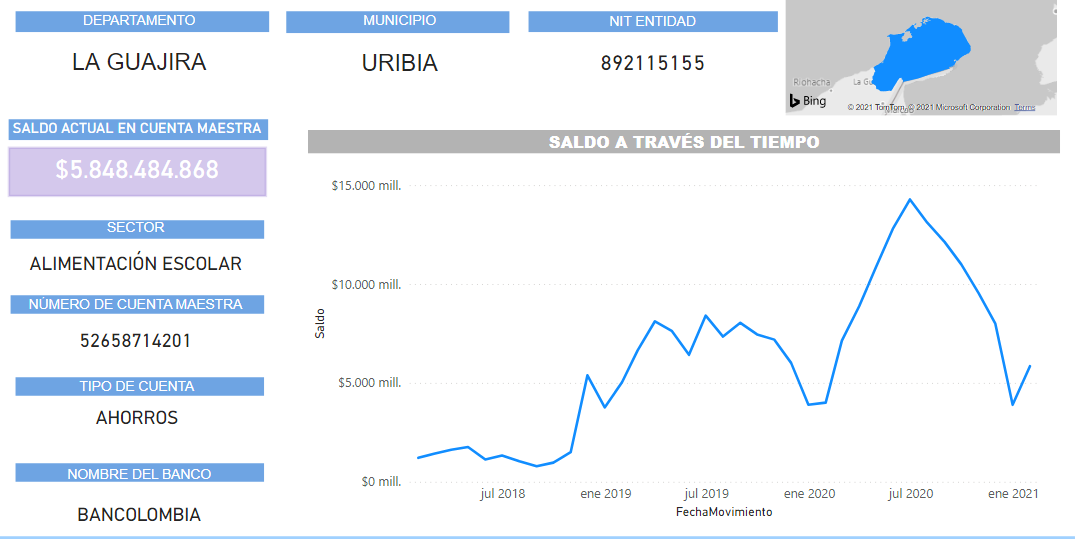 DEPARTAMENTO
LA GUAJIRA
MUNICIPIO
URIBIA
NIT ENTIDAD
892115155
Riohacha
La Gu
Bing
© 2021 TomTom, © 2021 Microsoft Corporation Terms
SALDO ACTUAL EN CUENTA MAESTRA
$5.848.484.868
SECTOR
ALIMENTACIÓN ESCOLAR
NÚMERO DE CUENTA MAESTRA
52658714201
TIPO DE CUENTA
AHORROS
NOMBRE DEL BANCO
BANCOLOMBIA
SALDO A TRAVÉS DEL TIEMPO
Saldo
$15.000 mill.
$10.000 mill.
$5.000 mill.
$0 mill.
jul 2018 ene 2019 jul 2019 ene 2020 jul 2020 ene 2021
FechaMovimiento